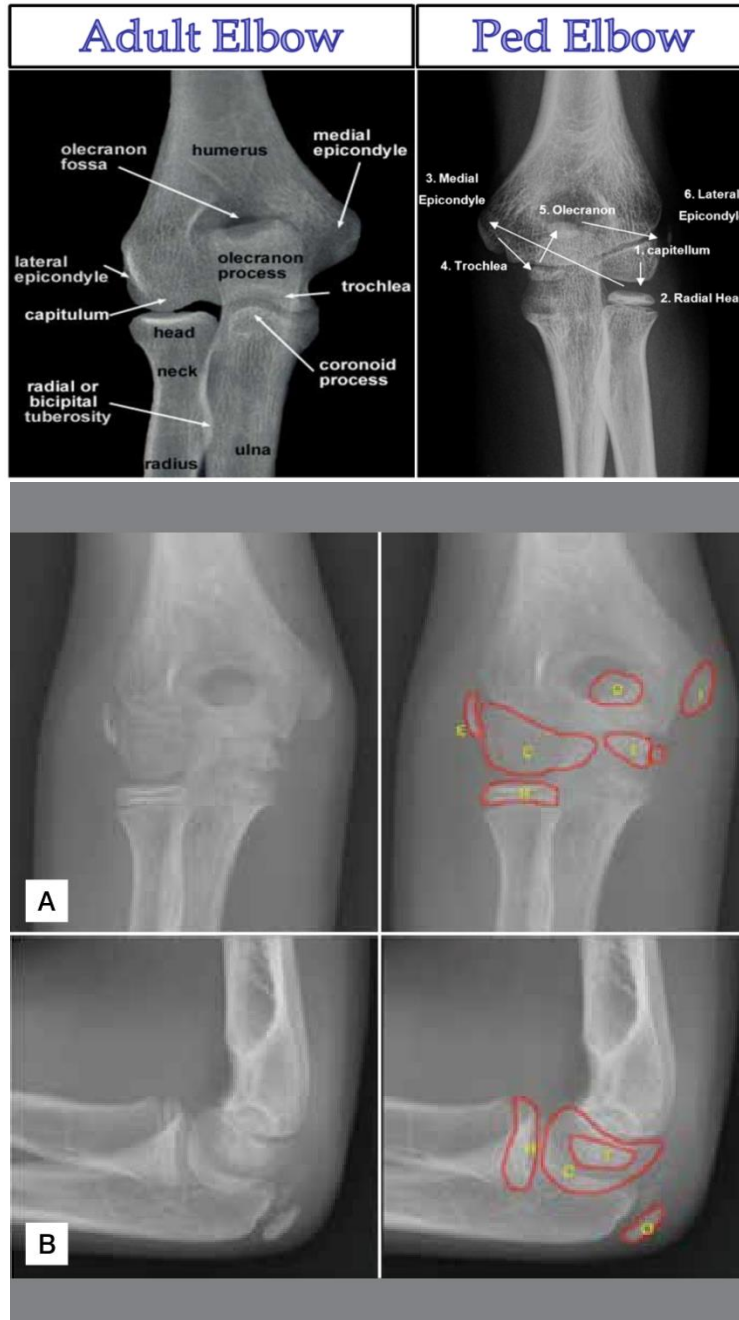 Adult Elbow
Ped Elbow
olecranon
fossa
humerus
medial
epicondyle
olecranon
process
lateral
epicondyle
trochlea
capitulum
head
coronoid
process
neck
radial or
bicipital
tuberosity
radius
ulna
3. Medial
Epicondyle
5. Olecranon
6. Lateral
Epicondyle
1. capitellum
4. Trochlea
2. Radial Hea
O
I
E
C
T
R
A
R
C
T
O
B